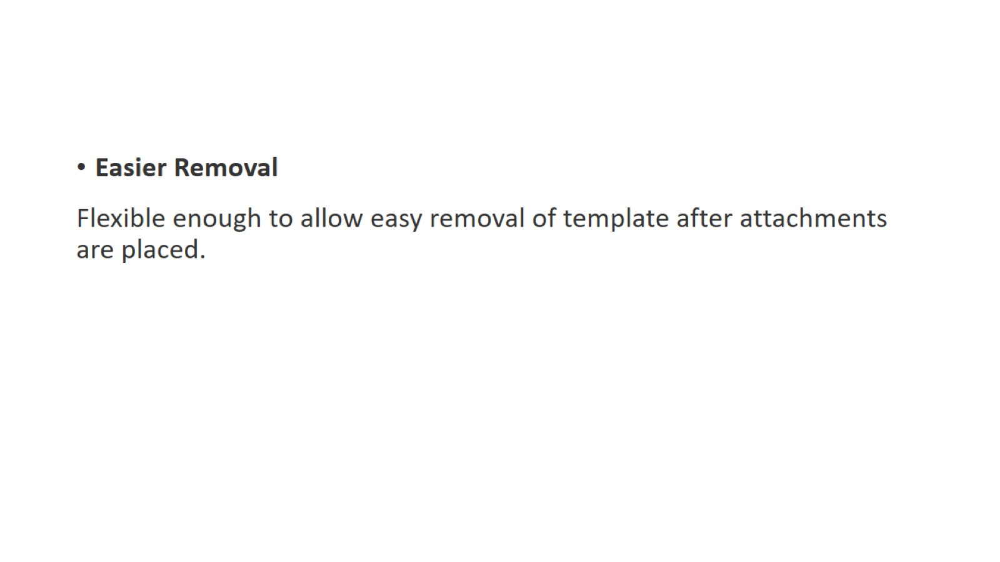 • Easier Removal
Flexible enough to allow easy removal of template after attachments
are placed.